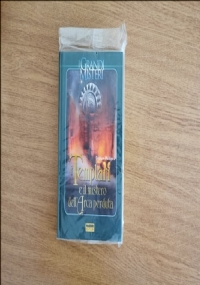 I GRANDI
MISTERI
I Templari
e il mistero
dell'Arca perduta